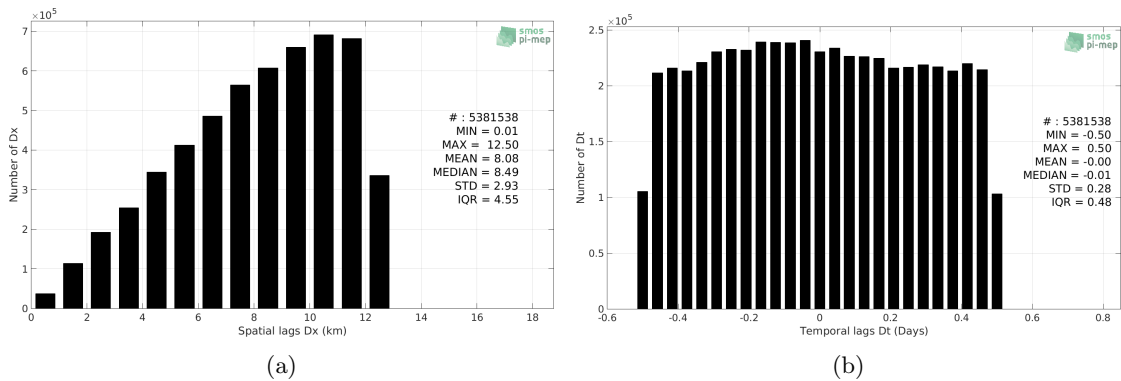 ×10⁵
7
6
5
4
3
2
1
0
Number of Dx
0 2 4 6 8 10 12 14 16 18
Spatial lags Dx (km)
smos
pi-mep
# : 5381538
MIN = 0.01
MAX = 12.50
MEAN = 8.08
MEDIAN = 8.49
STD = 2.93
IQR = 4.55
(a)
×10⁵
2.5
2
1.5
1
0.5
0
Number of Dt
-0.6 -0.4 -0.2 0 0.2 0.4 0.6 0.8
Temporal lags Dt (Days)
smos
pi-mep
# : 5381538
MIN = -0.50
MAX = 0.50
MEAN = -0.00
MEDIAN = -0.01
STD = 0.28
IQR = 0.48
(b)